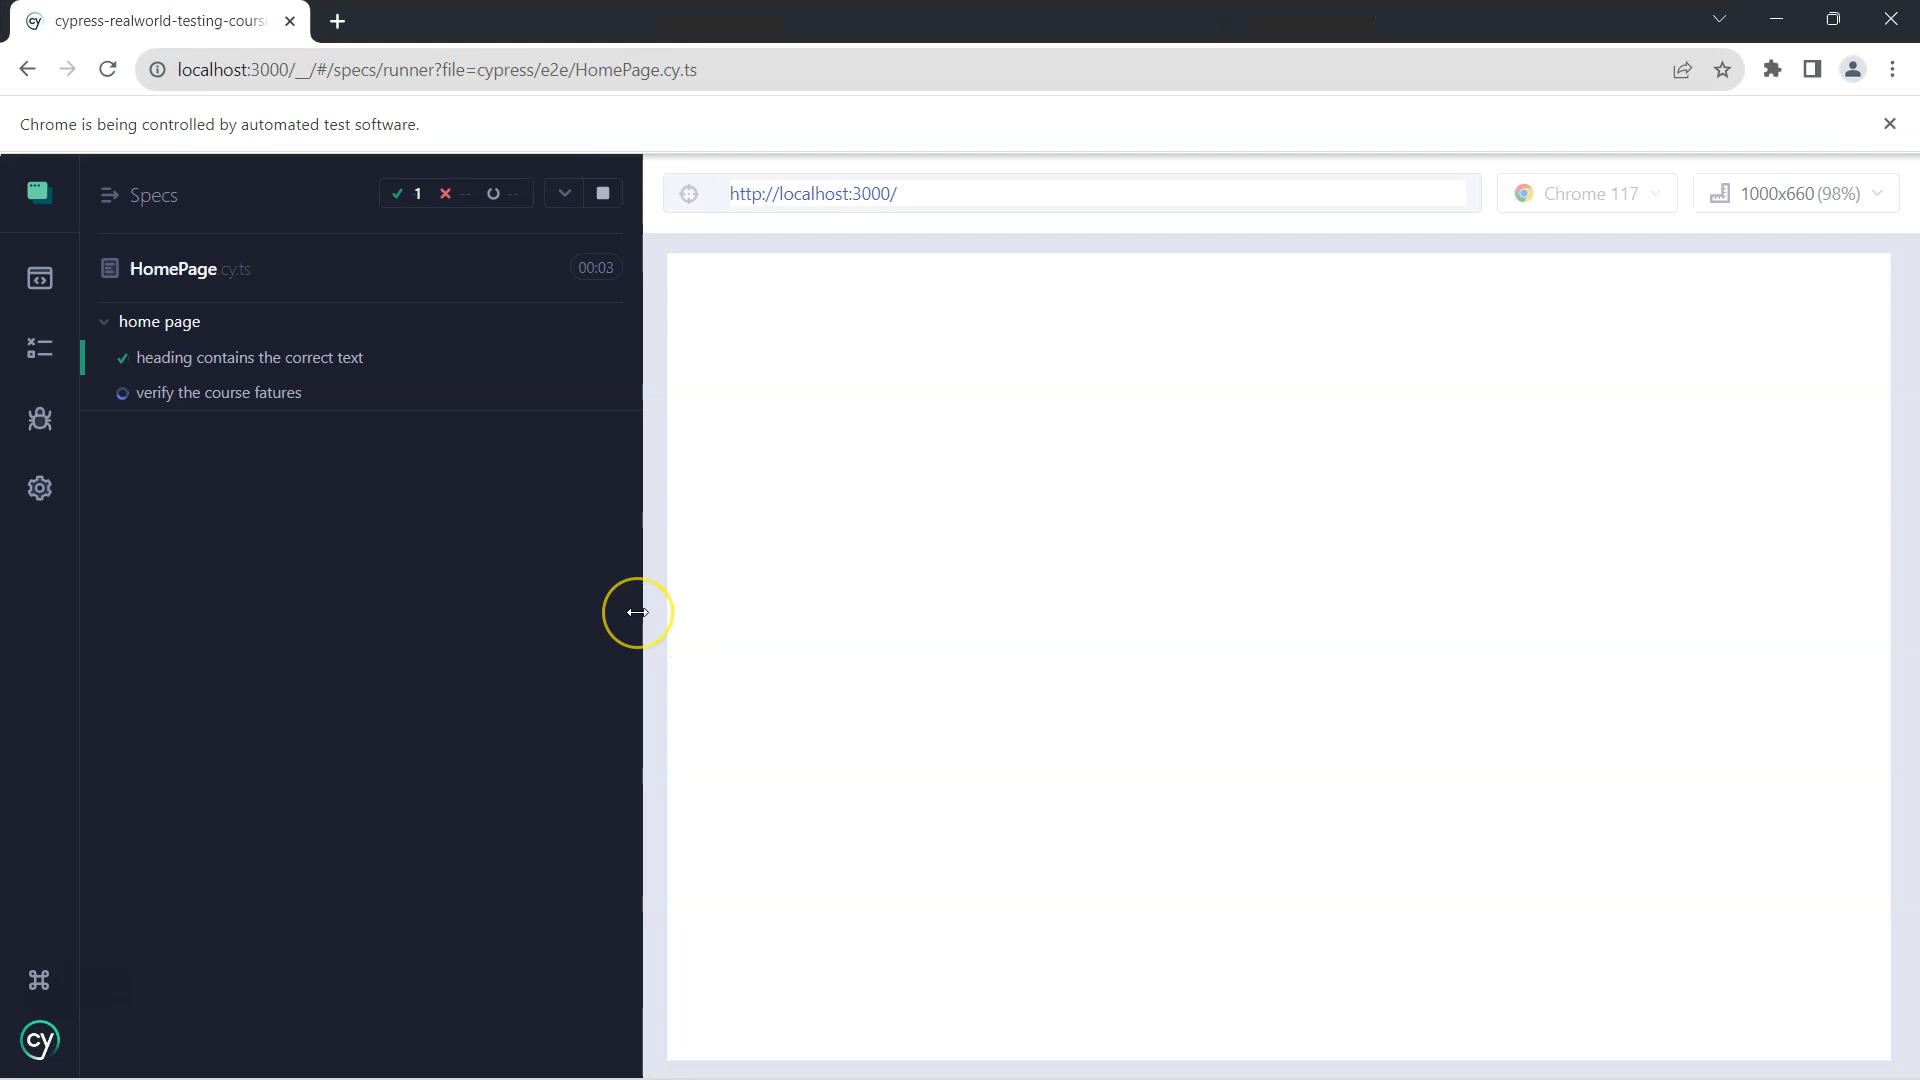 cypress-realworld-testing-cours
localhost:3000/__/#/specs/runner?file=cypress/e2e/HomePage.cy.ts
Chrome is being controlled by automated test software.
Specs
1 -- --
http://localhost:3000/
Chrome 117
1000x660 (98%)
HomePage.cy.ts
00:03
home page
heading contains the correct text
verify the course fatures
cy